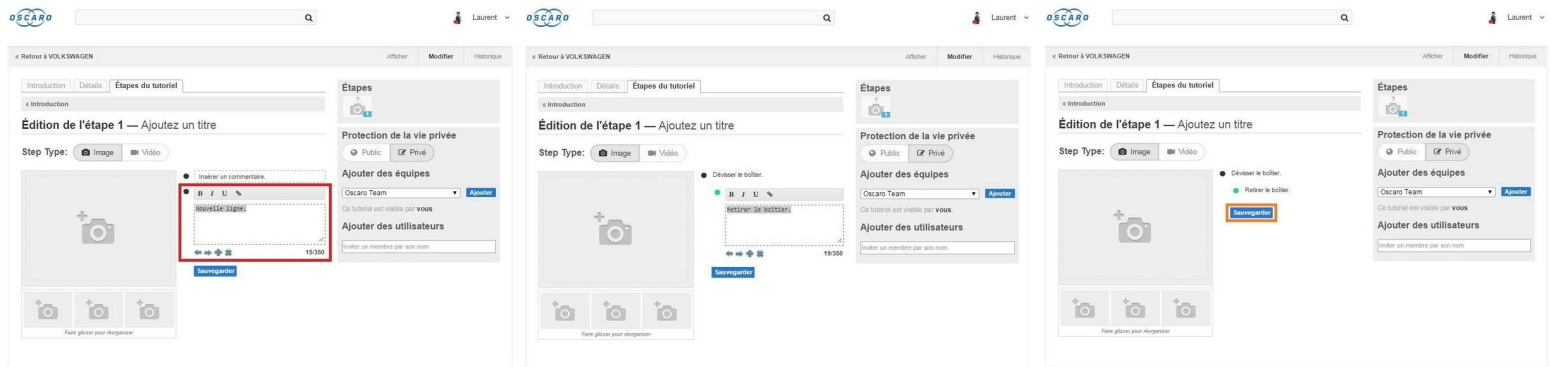 OSCARO
Laurent
« Retour à VOLKSWAGEN
Afficher Modifier Historique
Introduction Détails Étapes du tutoriel
« Introduction
Édition de l'étape 1 — Ajoutez un titre
Step Type: Image Vidéo
Insérer un commentaire.
B I U
Nouvelle ligne.
15/350
Sauvegarder
Faire glisser pour réorganiser
Étapes
?
1
Protection de la vie privée
Public Privé
Ajouter des équipes
Oscaro Team Ajouter
Ce tutoriel est visible par vous.
Ajouter des utilisateurs
Inviter un membre par son nom
OSCARO
Laurent
« Retour à VOLKSWAGEN
Afficher Modifier Historique
Introduction Détails Étapes du tutoriel
« Introduction
Édition de l'étape 1 — Ajoutez un titre
Step Type: Image Vidéo
Dévisser le boîtier.
B I U
Retirer le boîtier.
19/350
Sauvegarder
Faire glisser pour réorganiser
Étapes
?
1
Protection de la vie privée
Public Privé
Ajouter des équipes
Oscaro Team Ajouter
Ce tutoriel est visible par vous.
Ajouter des utilisateurs
Inviter un membre par son nom
OSCARO
Laurent
« Retour à VOLKSWAGEN
Afficher Modifier Historique
Introduction Détails Étapes du tutoriel
« Introduction
Édition de l'étape 1 — Ajoutez un titre
Step Type: Image Vidéo
Dévisser le boîtier.
Retirer le boîtier.
Sauvegarder
Faire glisser pour réorganiser
Étapes
?
1
Protection de la vie privée
Public Privé
Ajouter des équipes
Oscaro Team Ajouter
Ce tutoriel est visible par vous.
Ajouter des utilisateurs
Inviter un membre par son nom